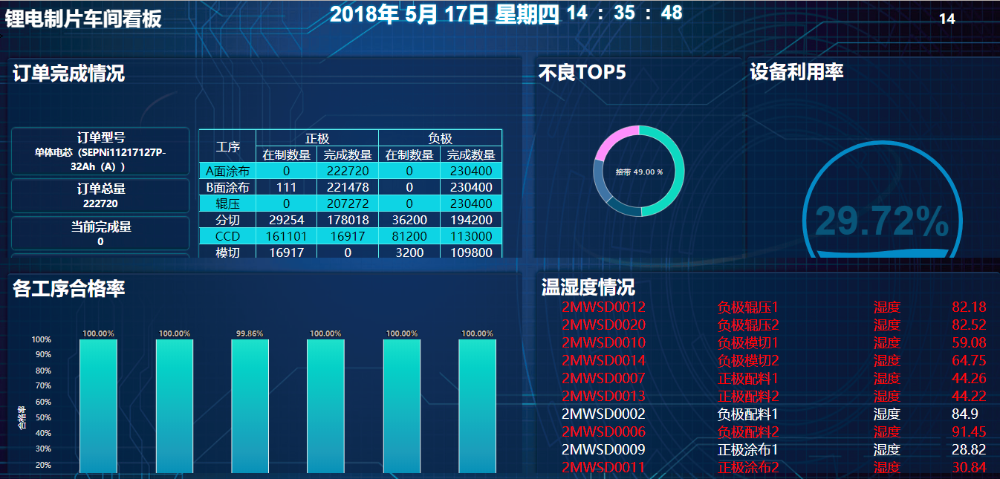 锂电制片车间看板
2018年 5月 17日 星期四 14 : 35 : 48
14
订单完成情况
订单型号
单体电芯（SEPNi11217127P-
32Ah（A））
订单总量
222720
当前完成量
0
工序 正极 负极
在制数量 完成数量 在制数量 完成数量
A面涂布 0 222720 0 230400
B面涂布 111 221478 0 230400
辊压 0 207272 0 230400
分切 29254 178018 36200 194200
CCD 161101 16917 81200 113000
模切 16917 0 3200 109800
不良TOP5
接带 49.00 %
设备利用率
29.72%
各工序合格率
100.00% 100.00% 99.86% 100.00% 100.00% 100.00%
100%
90%
80%
70%
60%
50%
40%
30%
20%
合格率
温湿度情况
2MWSD0012 负极辊压1 湿度 82.18
2MWSD0020 负极辊压2 湿度 82.52
2MWSD0010 负极模切1 湿度 59.08
2MWSD0014 负极模切2 湿度 64.75
2MWSD0007 正极配料1 湿度 44.26
2MWSD0013 正极配料2 湿度 44.22
2MWSD0002 负极配料1 湿度 84.9
2MWSD0006 负极配料2 湿度 91.45
2MWSD0009 正极涂布1 湿度 28.82
2MWSD0011 正极涂布2 湿度 30.84